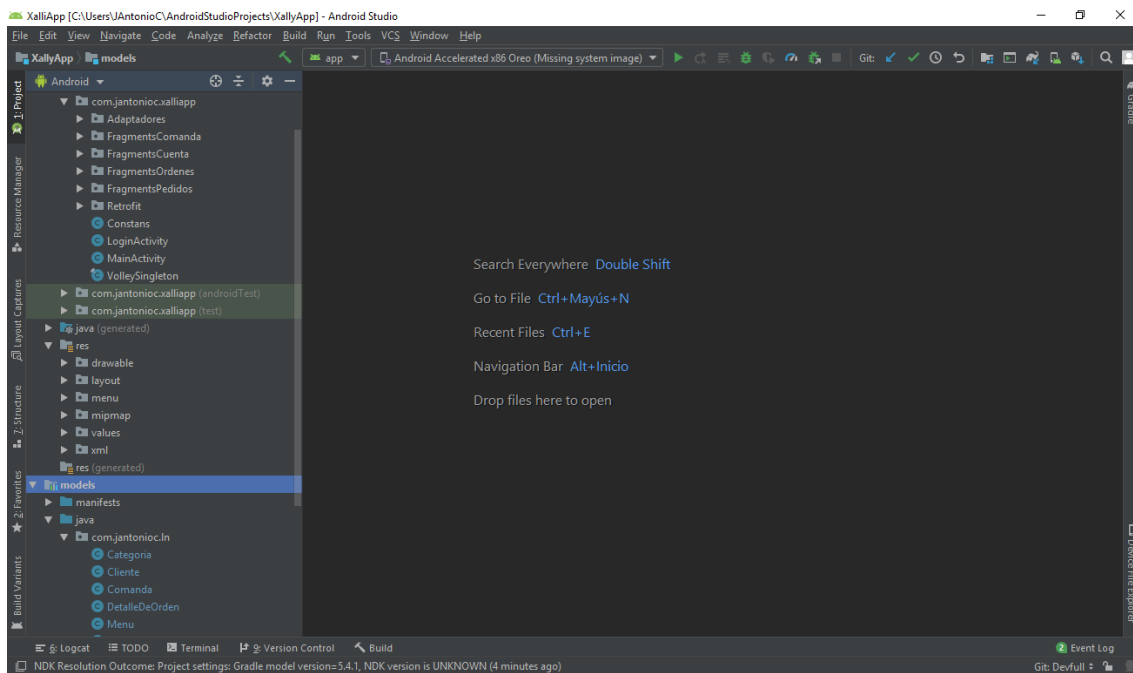 XalliApp [C:\Users\JAntonioC\AndroidStudioProjects\XallyApp] - Android Studio
File Edit View Navigate Code Analyze Refactor Build Run Tools VCS Window Help
XallyApp models app Android Accelerated x86 Oreo (Missing system image) Git:
Android
com.jantonioc.xalliapp
Adaptadores
FragmentsComanda
FragmentsCuenta
FragmentsOrdenes
FragmentsPedidos
Retrofit
Constans
LoginActivity
MainActivity
VolleySingleton
com.jantonioc.xalliapp (androidTest)
com.jantonioc.xalliapp (test)
java (generated)
res
drawable
layout
menu
mipmap
values
xml
res (generated)
models
manifests
java
com.jantonioc.ln
Categoria
Cliente
Comanda
DetalleDeOrden
Menu
1: Project
Resource Manager
Layout Captures
7: Structure
2: Favorites
Build Variants
Search Everywhere Double Shift
Go to File Ctrl+Mayús+N
Recent Files Ctrl+E
Navigation Bar Alt+Inicio
Drop files here to open
Gradle
Device File Explorer
6: Logcat TODO Terminal 9: Version Control Build 2 Event Log
NDK Resolution Outcome: Project settings: Gradle model version=5.4.1, NDK version is UNKNOWN (4 minutes ago) Git: Devfull